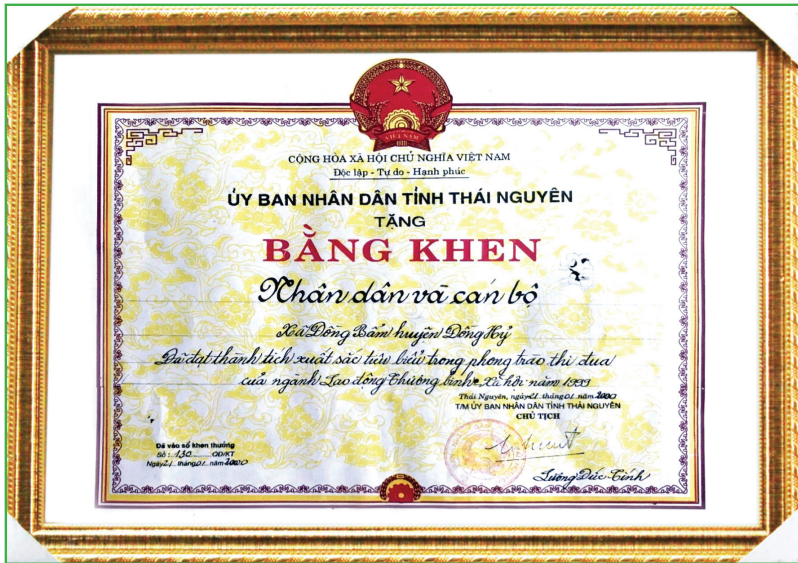 VIỆT NAM
CỘNG HÒA XÃ HỘI CHỦ NGHĨA VIỆT NAM
Độc lập - Tự do - Hạnh phúc
ỦY BAN NHÂN DÂN TỈNH THÁI NGUYÊN
TẶNG
BẰNG KHEN
Nhân dân và cán bộ
Xã Đồng Bẩm huyện Đồng Hỷ
Đã đạt thành tích xuất sắc tiêu biểu trong phong trào thi đua
của ngành Lao động Thương binh Xã hội năm 1999
Thái Nguyên, ngày 21 tháng 01 năm 2000
T/M ỦY BAN NHÂN DÂN TỈNH THÁI NGUYÊN
CHỦ TỊCH
Đã vào sổ khen thưởng
Số : 130 QĐ/KT
Ngày 21 tháng 01 năm 2000
Lương Đức Tính